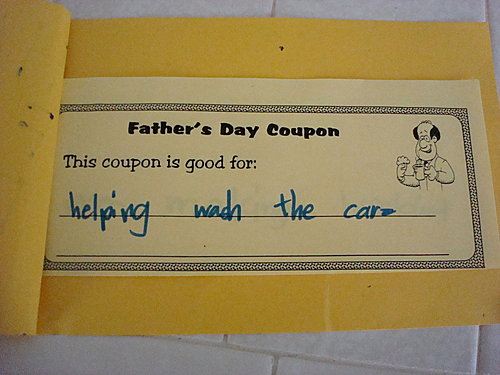 Father's Day Coupon
This coupon is good for:
helping wash the car